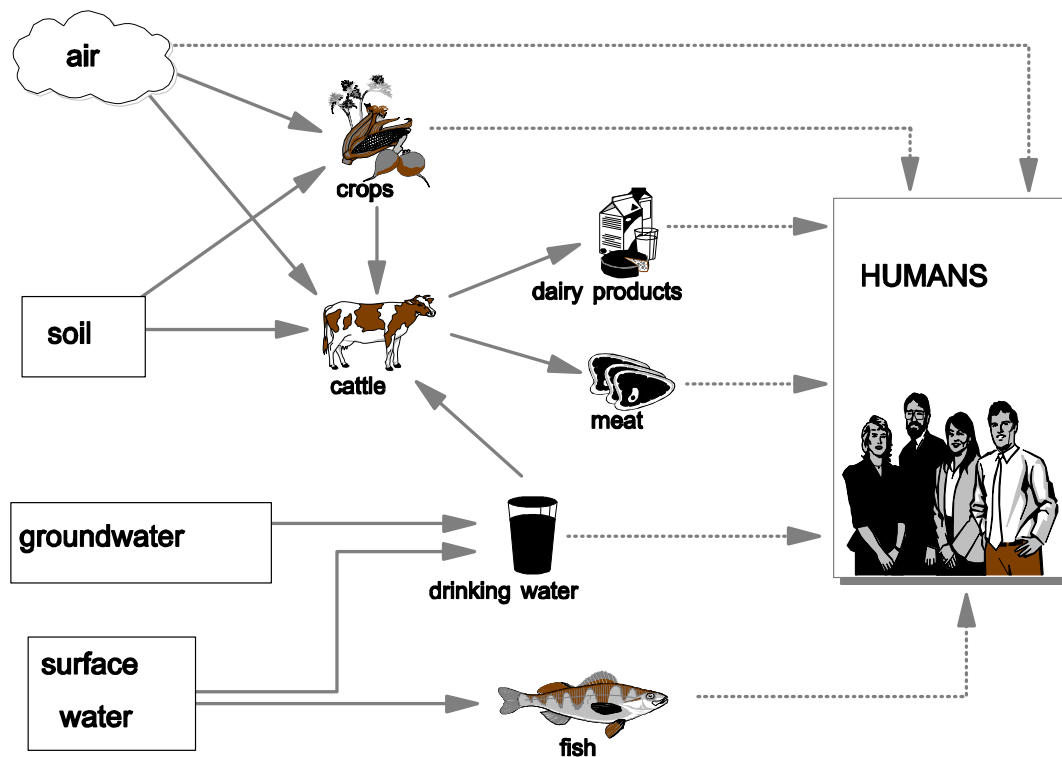 air
crops
dairy products
HUMANS
soil
cattle
meat
groundwater
drinking water
surface
water
fish